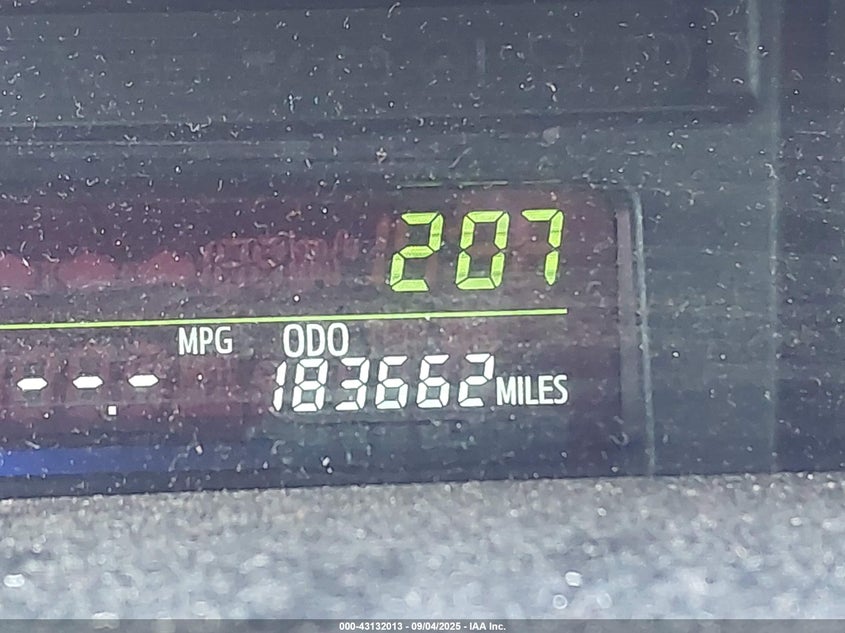 207
MPG ODO
--.- 183662 MILES
000-43132013 - 09/04/2025 - IAA Inc.